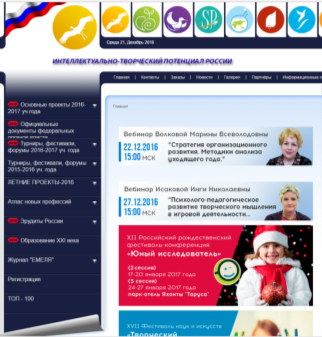 Среда 21, Декабрь 2016
ИНТЕЛЛЕКТУАЛЬНО-ТВОРЧЕСКИЙ ПОТЕНЦИАЛ РОССИИ
Главная | Контакты | Заказы | Новости | Галерея | Партнёры | Информационные
Основные проекты 2016-
2017 уч.года
Официальные
документы федеральных
Турниры, фестивали,
форумы 2016-2017 уч. года
Турниры, фестивали, форумы
2015-2016 уч. года
ЛЕТНИЕ ПРОЕКТЫ 2016
Атлас новых профессий
Эрудиты России
Образование XXI века
Журнал "ЕМЕЛЯ"
Регистрация
ТОП - 100
Главная
Вебинар Волковой Марины Всеволодовны
22.12.2016
15:00 МСК
"Стратегия организационного
развития. Методики анализа
уходящего года."
Вебинар Исаковой Инги Николаевны
27.12.2016
15:00 МСК
"Психолого-педагогическое
развитие творческого мышления
в игровой деятельности...
XII Рождественский российский
фестиваль-конференция
«Юный исследователь»
(2 сессия)
17-20 января 2017 года
(3 сессия)
24-27 января 2017 года
парк-отель Яхонты "Таруса"
XVII Фестиваль наук и искусств
«Творческий